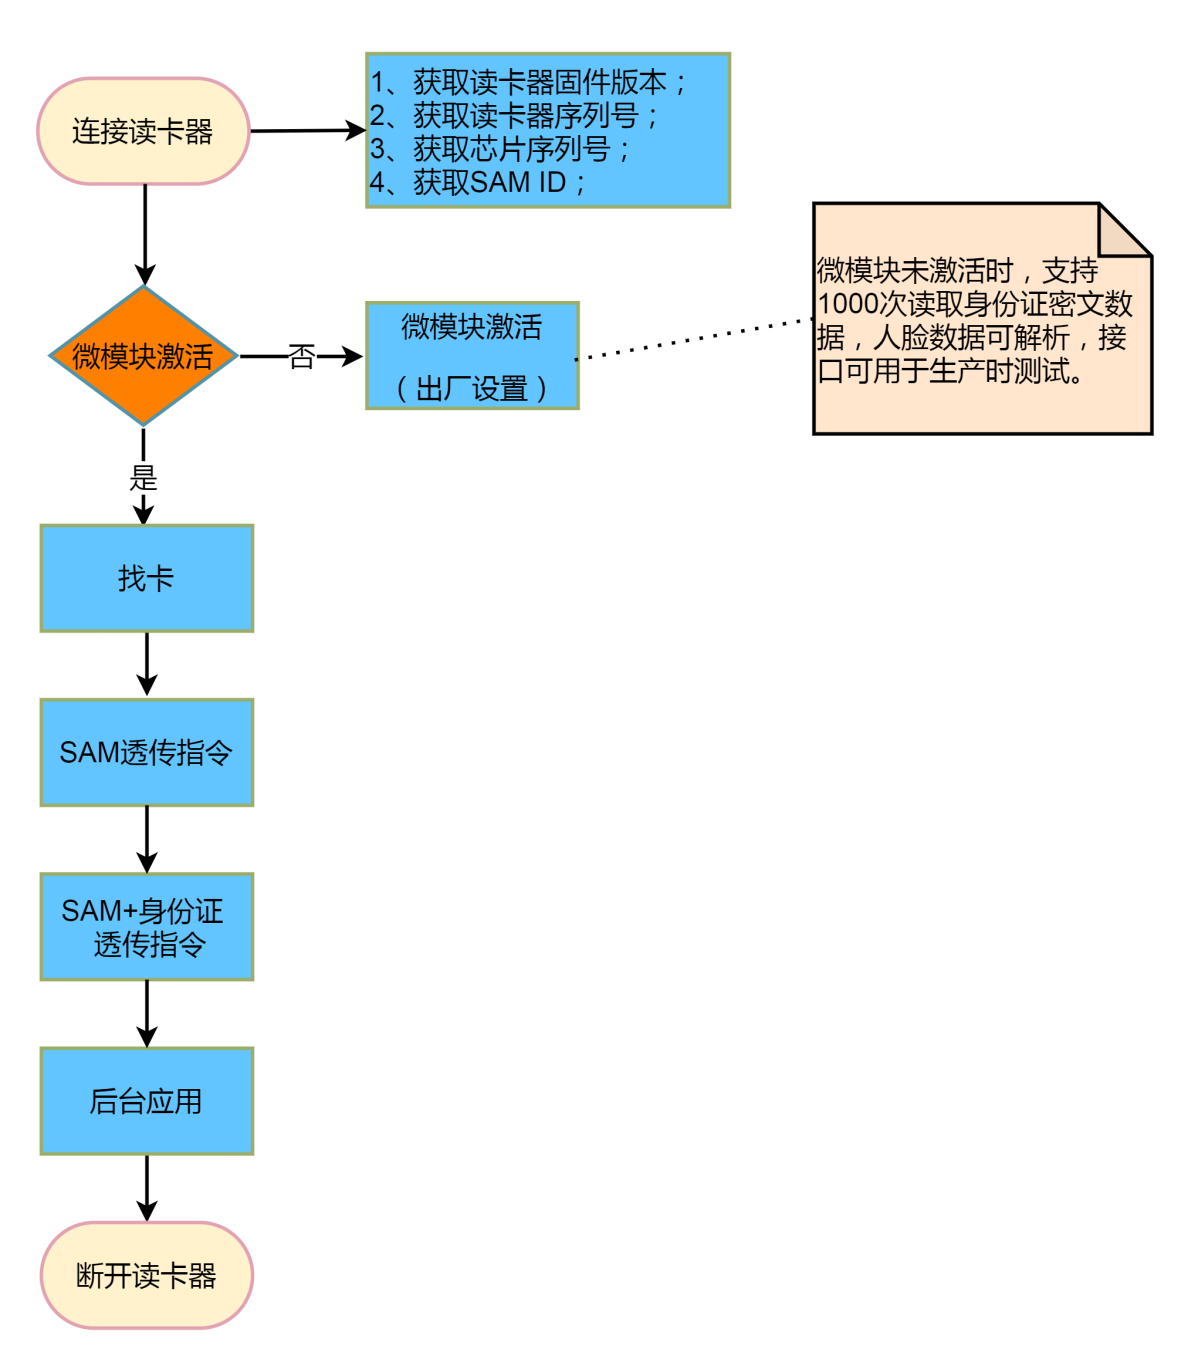 连接读卡器
1、获取读卡器固件版本；
2、获取读卡器序列号；
3、获取芯片序列号；
4、获取SAM ID；
微模块未激活时，支持
1000次读取身份证密文数
据，人脸数据可解析，接
口可用于生产时测试。
微模块激活
否
微模块激活
（出厂设置）
是
找卡
SAM透传指令
SAM+身份证
透传指令
后台应用
断开读卡器